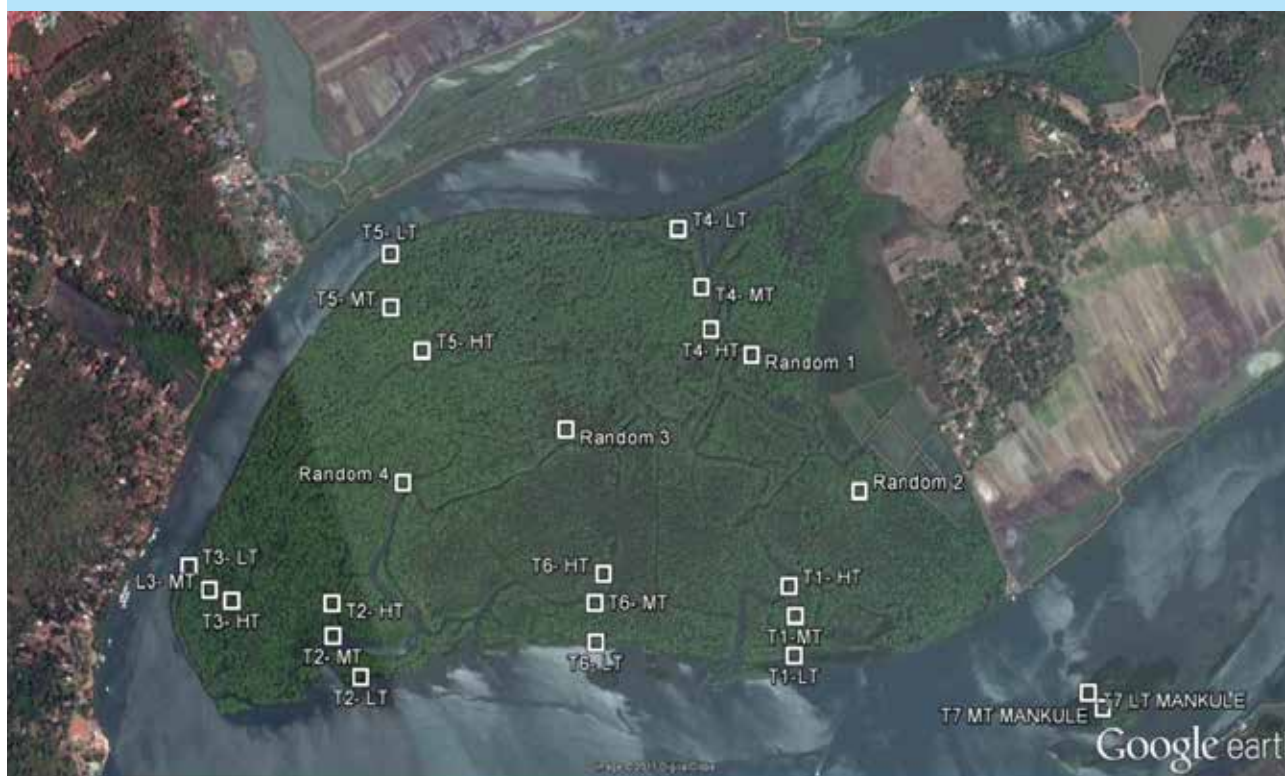 T4- LT
T5- LT
T4- MT
T5- MT
T4- HT
T5- HT
Random 1
Random 3
Random 4
Random 2
T3- LT
T6- HT
L3- MT
T1- HT
T3- HT
T2- HT
T6- MT
T1-MT
T2- MT
T6- LT
T1-LT
T2- LT
T7 LT MANKULE
T7 MT MANKULE
Google eart